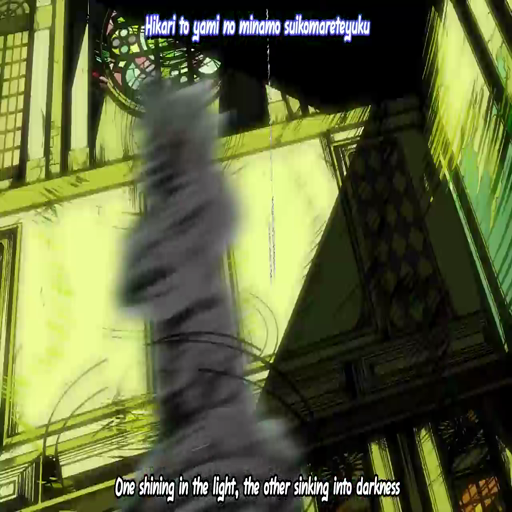 Hikari to yami no minamo suikomareteyuku
One shining in the light, the other sinking into darkness